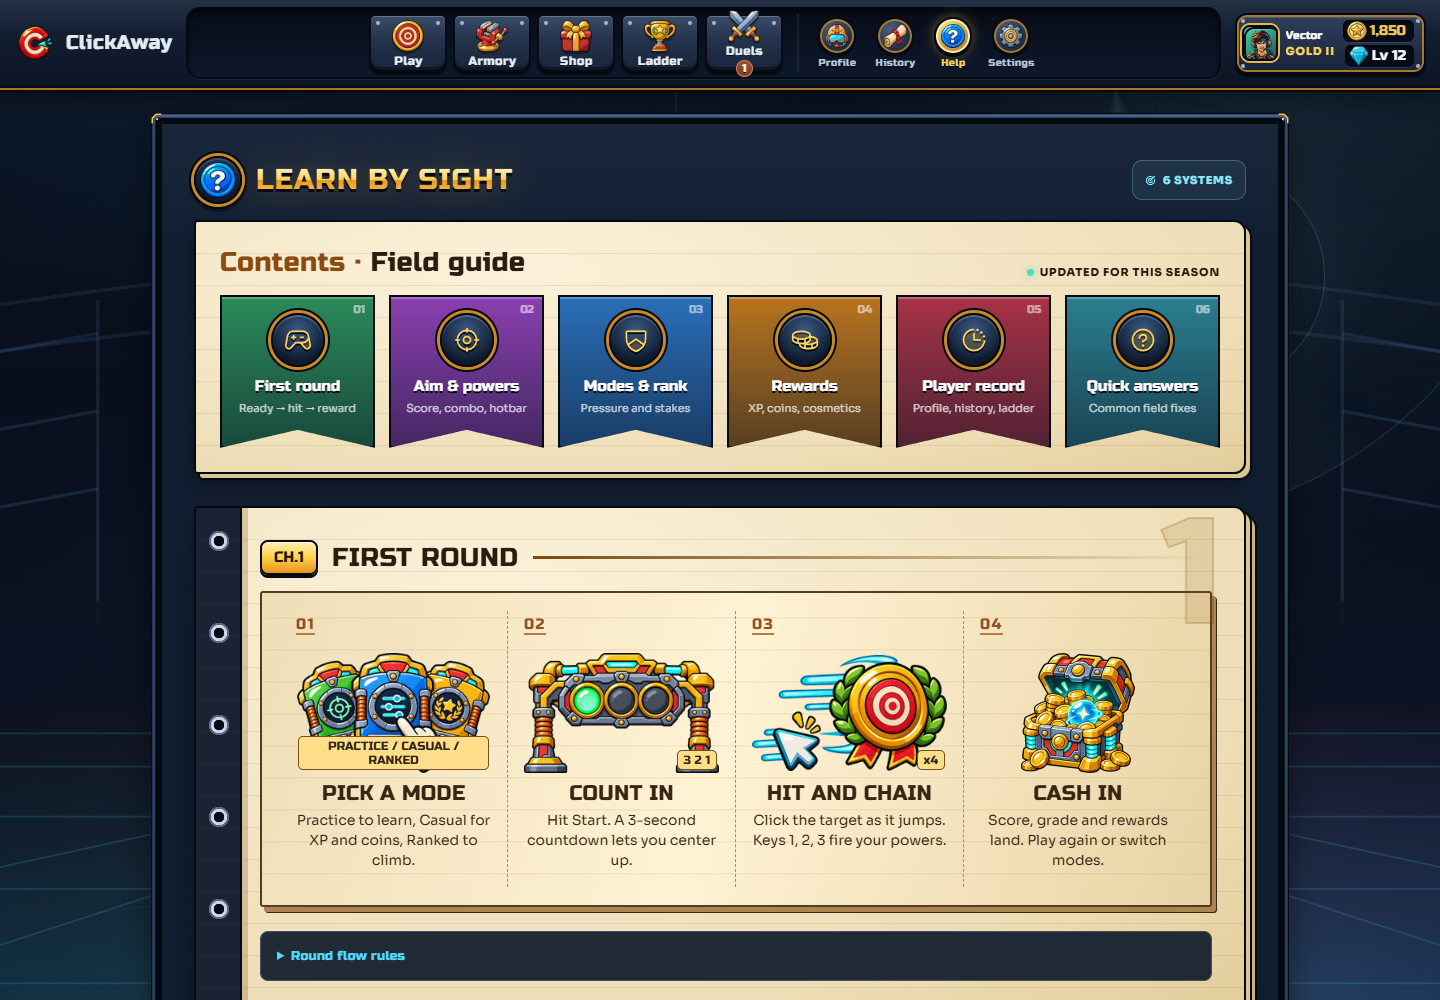 ClickAway
Play
Armory
Shop
Ladder
Duels
1
Profile
History
Help
Settings
Vector
GOLD II
1,850
Lv 12
LEARN BY SIGHT
6 SYSTEMS
Contents · Field guide
UPDATED FOR THIS SEASON
01
First round
Ready → hit → reward
02
Aim & powers
Score, combo, hotbar
03
Modes & rank
Pressure and stakes
04
Rewards
XP, coins, cosmetics
05
Player record
Profile, history, ladder
06
Quick answers
Common field fixes
1
CH.1
FIRST ROUND
01
PRACTICE / CASUAL /
RANKED
PICK A MODE
Practice to learn, Casual for
XP and coins, Ranked to
climb.
02
3 2 1
COUNT IN
Hit Start. A 3-second
countdown lets you center
up.
03
x4
HIT AND CHAIN
Click the target as it jumps.
Keys 1, 2, 3 fire your powers.
04
CASH IN
Score, grade and rewards
land. Play again or switch
modes.
Round flow rules